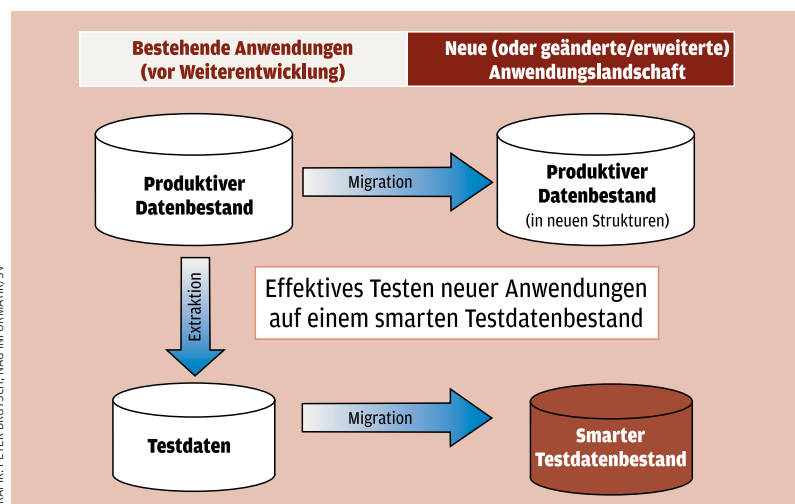 Bestehende Anwendungen
(vor Weiterentwicklung)
Neue (oder geänderte/erweiterte)
Anwendungslandschaft
Produktiver
Datenbestand
Migration
Produktiver
Datenbestand
(in neuen Strukturen)
Extraktion
Effektives Testen neuer Anwendungen
auf einem smarten Testdatenbestand
Testdaten
Migration
Smarter
Testdatenbestand